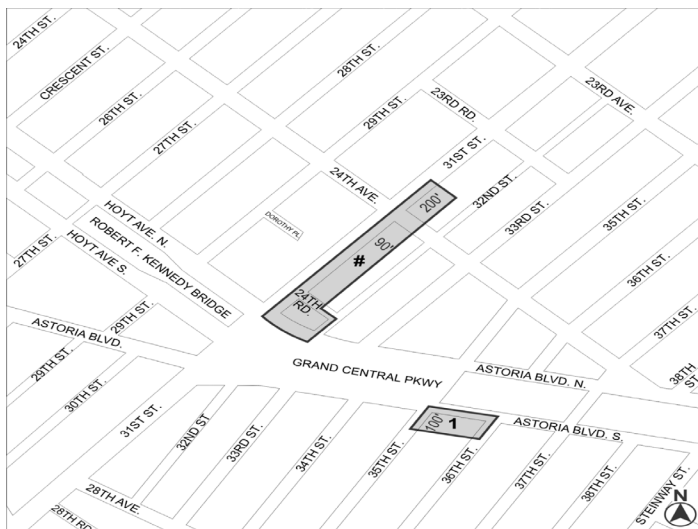 24TH ST.
CRESCENT ST.
26TH ST.
27TH ST.
28TH ST.
29TH ST.
23RD RD.
23RD AVE.
31ST ST.
32ND ST.
33RD ST.
35TH ST.
36TH ST.
37TH ST.
38TH ST.
24TH AVE.
DOROTHY PL.
200'
90'
#
24TH RD.
HOYT AVE. N.
ROBERT F. KENNEDY BRIDGE
HOYT AVE S.
27TH ST.
29TH ST.
ASTORIA BLVD.
29TH ST.
30TH ST.
31ST ST.
32ND ST
33RD ST.
34TH ST.
35TH ST.
36TH ST.
37TH ST.
38TH ST.
STEINWAY ST.
GRAND CENTRAL PKWY
ASTORIA BLVD. N.
100'
1
ASTORIA BLVD. S.
28TH AVE.
28TH RD.
N